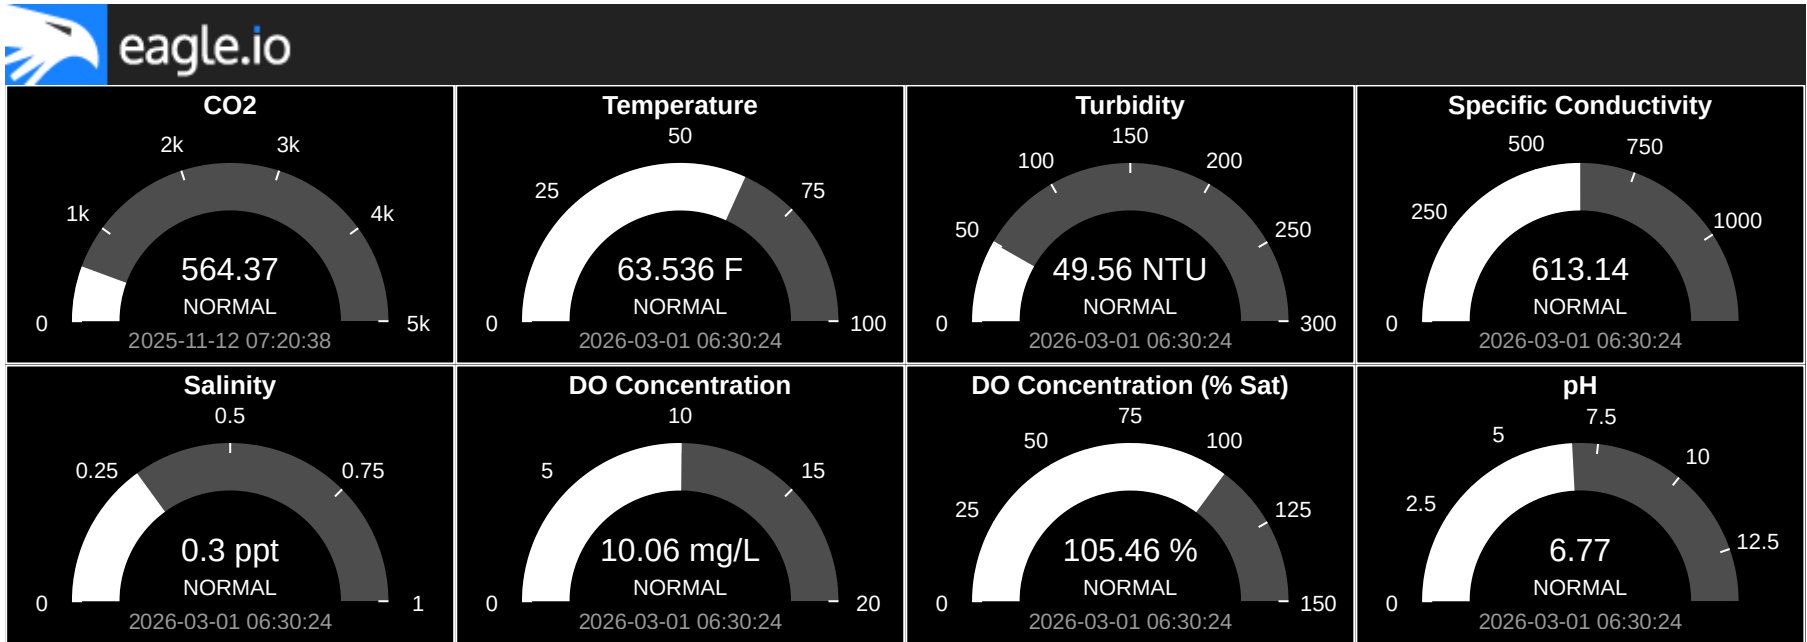 eagle.io
CO2
0
1k
2k
3k
4k
5k
564.37
NORMAL
2025-11-12 07:20:38
Temperature
0
25
50
75
100
63.536 F
NORMAL
2026-03-01 06:30:24
Turbidity
0
50
100
150
200
250
300
49.56 NTU
NORMAL
2026-03-01 06:30:24
Specific Conductivity
0
250
500
750
1000
613.14
NORMAL
2026-03-01 06:30:24
Salinity
0
0.25
0.5
0.75
1
0.3 ppt
NORMAL
2026-03-01 06:30:24
DO Concentration
0
5
10
15
20
10.06 mg/L
NORMAL
2026-03-01 06:30:24
DO Concentration (% Sat)
0
25
50
75
100
125
150
105.46 %
NORMAL
2026-03-01 06:30:24
pH
0
2.5
5
7.5
10
12.5
6.77
NORMAL
2026-03-01 06:30:24